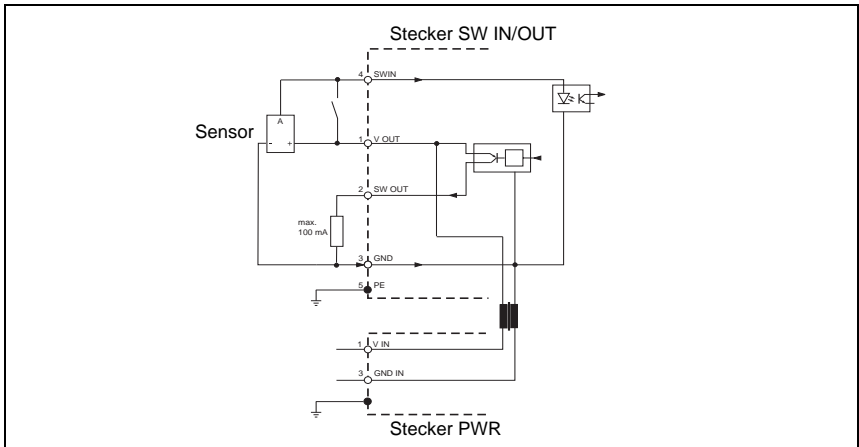 Stecker SW IN/OUT
4 SWIN
A
Sensor
- +
1 V OUT
2 SW OUT
max.
100 mA
3 GND
5 PE
1 V IN
3 GND IN
Stecker PWR